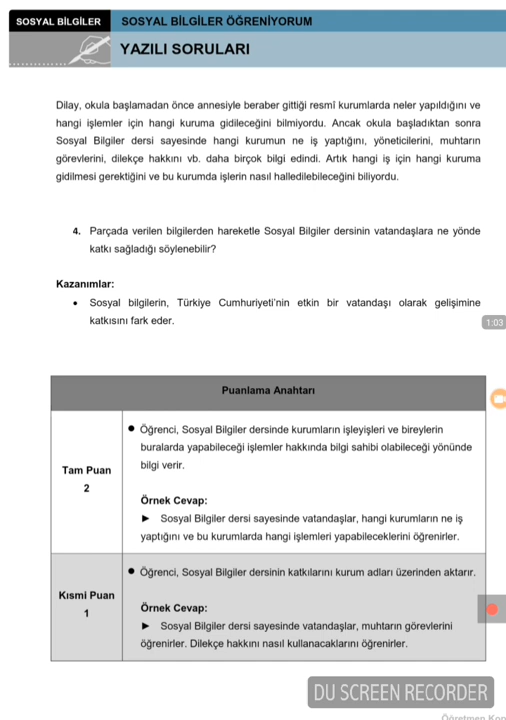 SOSYAL BİLGİLER
SOSYAL BİLGİLER ÖĞRENİYORUM
YAZILI SORULARI
Dilay, okula başlamadan önce annesiyle beraber gittiği resmî kurumlarda neler yapıldığını ve
hangi işlemler için hangi kuruma gidileceğini bilmiyordu. Ancak okula başladıktan sonra
Sosyal Bilgiler dersi sayesinde hangi kurumun ne iş yaptığını, yöneticilerini, muhtarın
görevlerini, dilekçe hakkını vb. daha birçok bilgi edindi. Artık hangi iş için hangi kuruma
gidilmesi gerektiğini ve bu kurumda işlerin nasıl halledilebileceğini biliyordu.
4. Parçada verilen bilgilerden hareketle Sosyal Bilgiler dersinin vatandaşlara ne yönde
katkı sağladığı söylenebilir?
Kazanımlar:
• Sosyal bilgilerin, Türkiye Cumhuriyeti'nin etkin bir vatandaşı olarak gelişimine
katkısını fark eder.
1:03
Puanlama Anahtarı
Tam Puan
2
● Öğrenci, Sosyal Bilgiler dersinde kurumların işleyişleri ve bireylerin
buralarda yapabileceği işlemler hakkında bilgi sahibi olabileceği yönünde
bilgi verir.
Örnek Cevap:
► Sosyal Bilgiler dersi sayesinde vatandaşlar, hangi kurumların ne iş
yaptığını ve bu kurumlarda hangi işlemleri yapabileceklerini öğrenirler.
Kısmi Puan
1
● Öğrenci, Sosyal Bilgiler dersinin katkılarını kurum adları üzerinden aktarır.
Örnek Cevap:
► Sosyal Bilgiler dersi sayesinde vatandaşlar, muhtarın görevlerini
öğrenirler. Dilekçe hakkını nasıl kullanacaklarını öğrenirler.
DU SCREEN RECORDER
Öğretmen